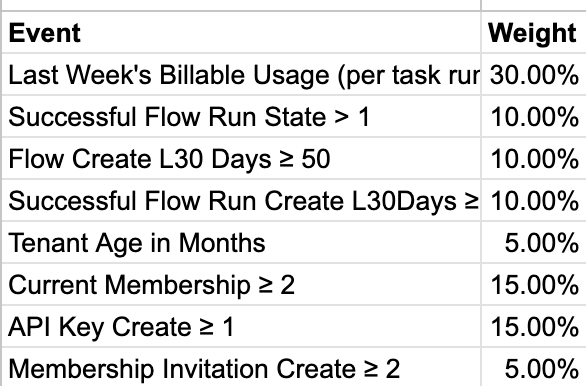 Event Weight
Last Week's Billable Usage (per task run 30.00%
Successful Flow Run State > 1 10.00%
Flow Create L30 Days ≥ 50 10.00%
Successful Flow Run Create L30Days ≥ 10.00%
Tenant Age in Months 5.00%
Current Membership ≥ 2 15.00%
API Key Create ≥ 1 15.00%
Membership Invitation Create ≥ 2 5.00%